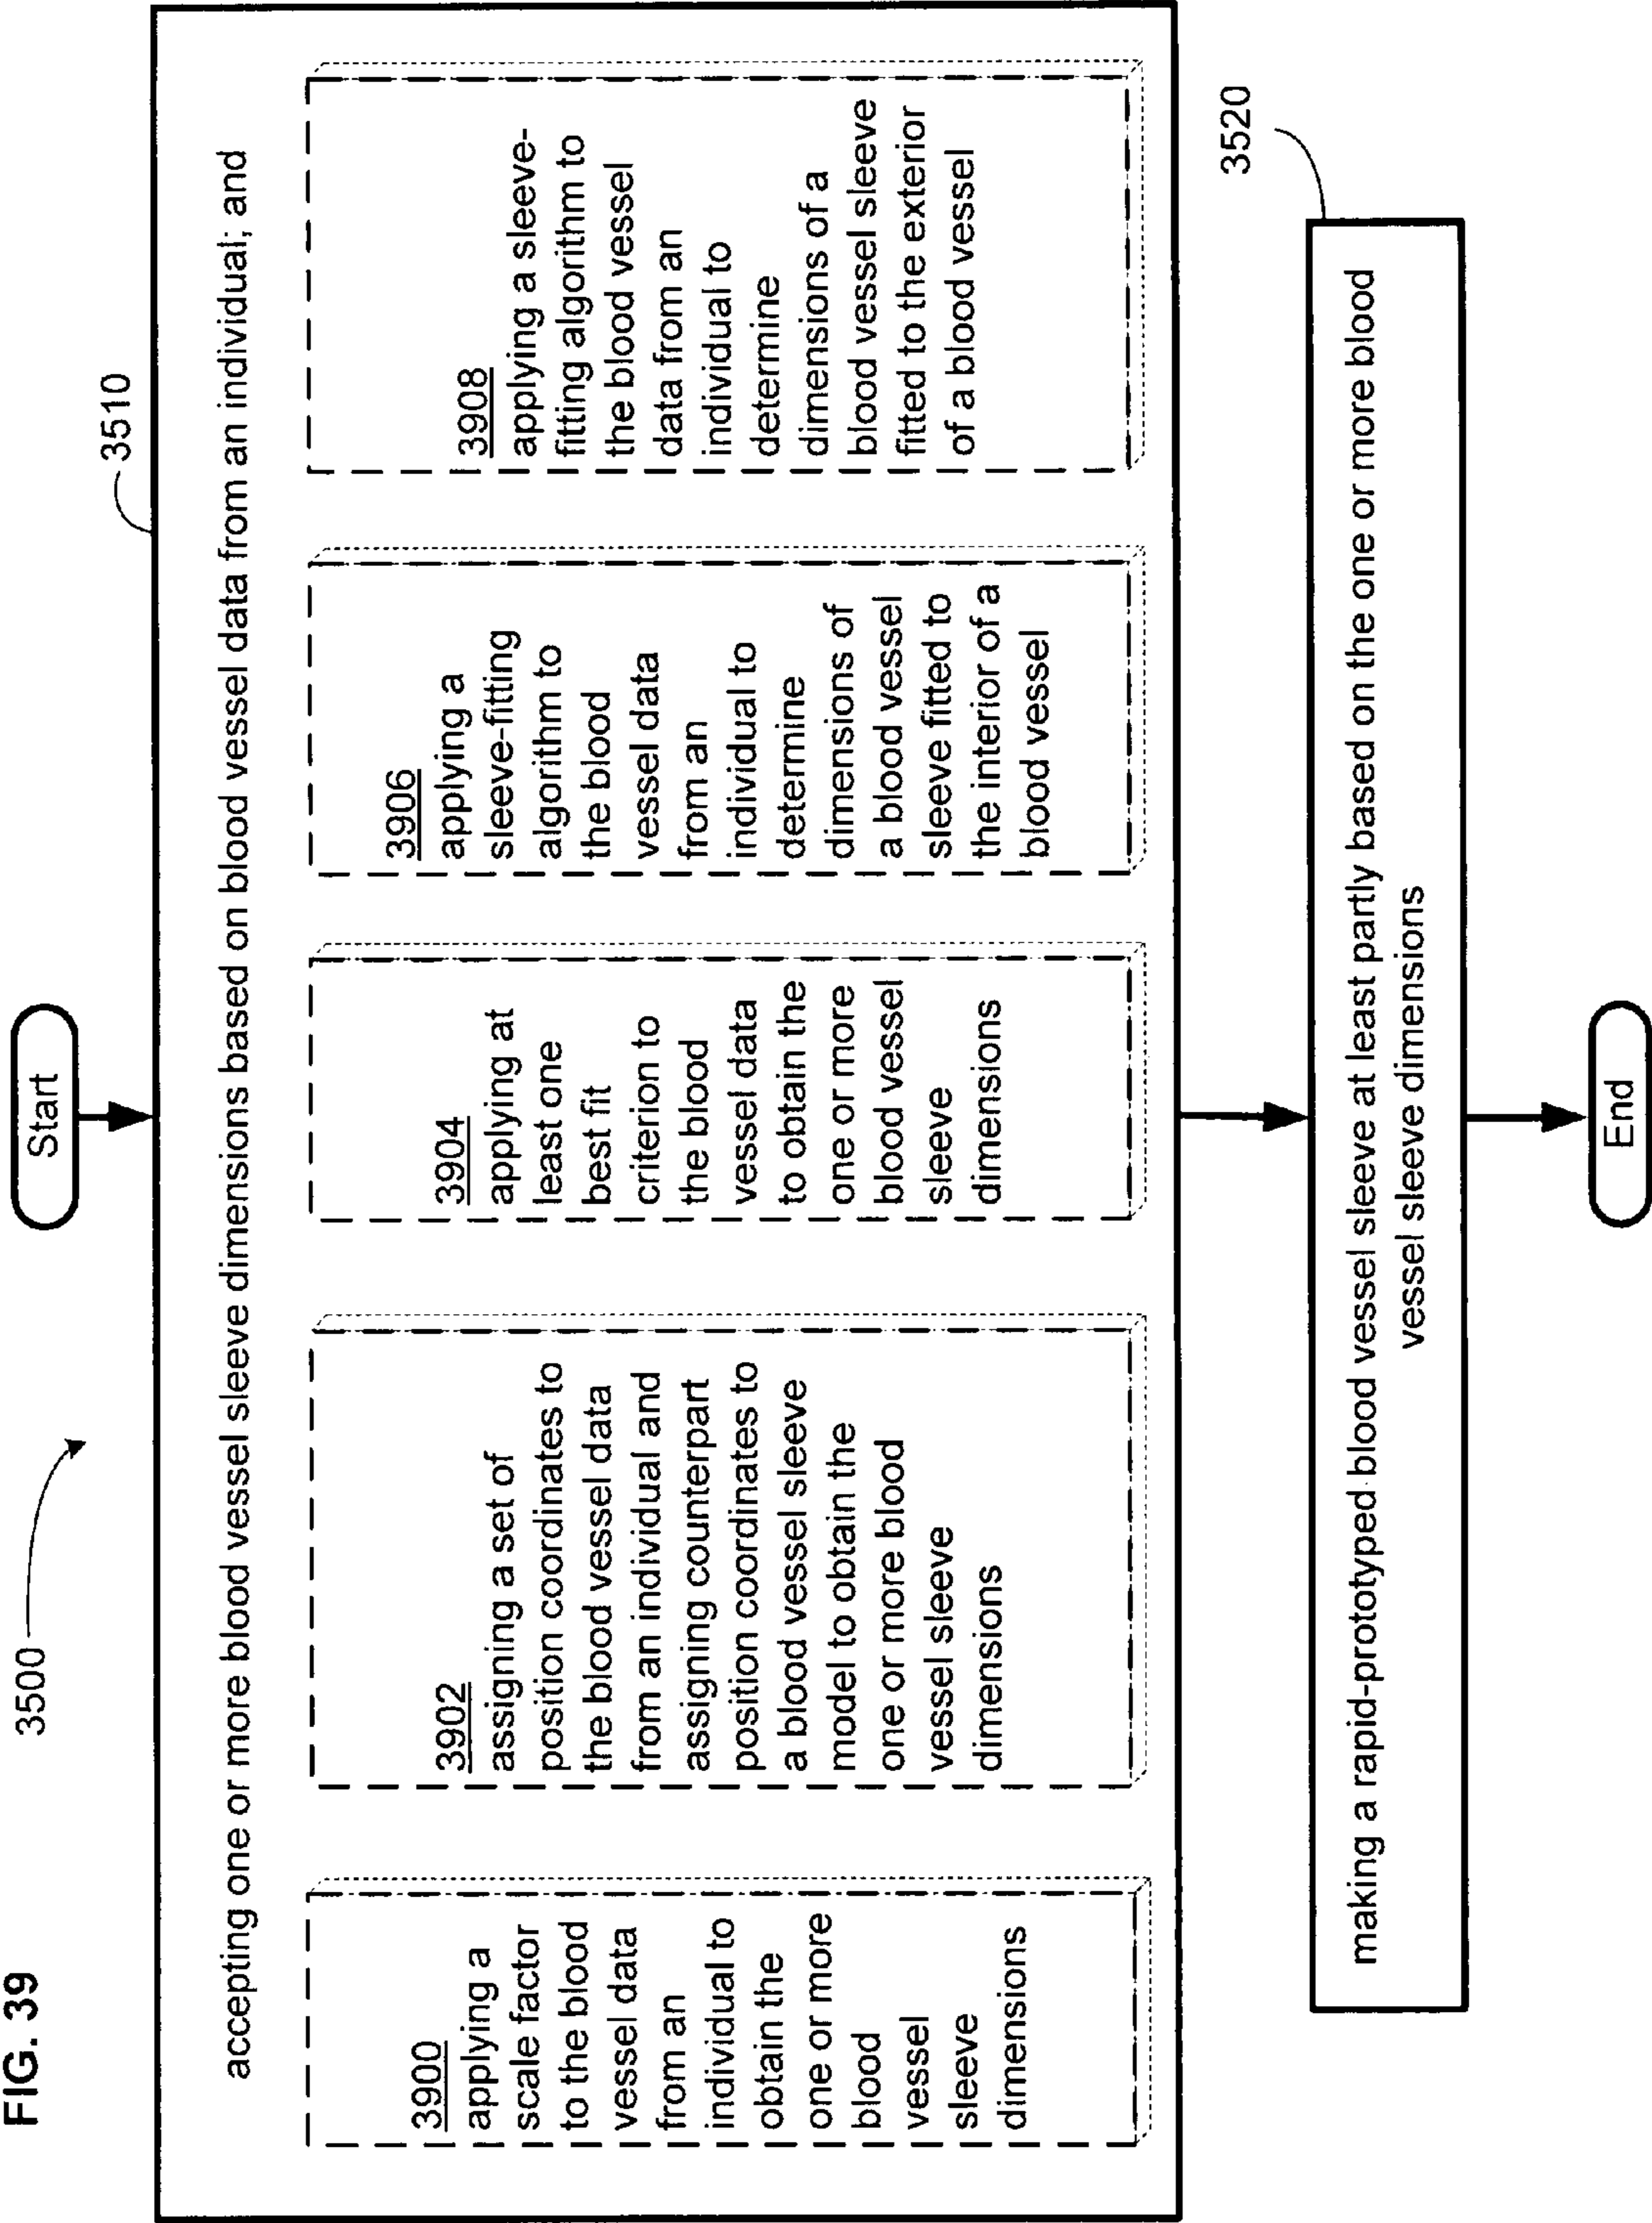 FIG. 39
3500
Start
3510
accepting one or more blood vessel sleeve dimensions based on blood vessel data from an individual; and
3900
applying a
scale factor
to the blood
vessel data
from an
individual to
obtain the
one or more
blood
vessel
sleeve
dimensions
3902
assigning a set of
position coordinates to
the blood vessel data
from an individual and
assigning counterpart
position coordinates to
a blood vessel sleeve
model to obtain the
one or more blood
vessel sleeve
dimensions
3904
applying at
least one
best fit
criterion to
the blood
vessel data
to obtain the
one or more
blood vessel
sleeve
dimensions
3906
applying a
sleeve-fitting
algorithm to
the blood
vessel data
from an
individual to
determine
dimensions of
a blood vessel
sleeve fitted to
the interior of a
blood vessel
3908
applying a sleeve-
fitting algorithm to
the blood vessel
data from an
individual to
determine
dimensions of a
blood vessel sleeve
fitted to the exterior
of a blood vessel
3520
making a rapid-prototyped blood vessel sleeve at least partly based on the one or more blood
vessel sleeve dimensions
End